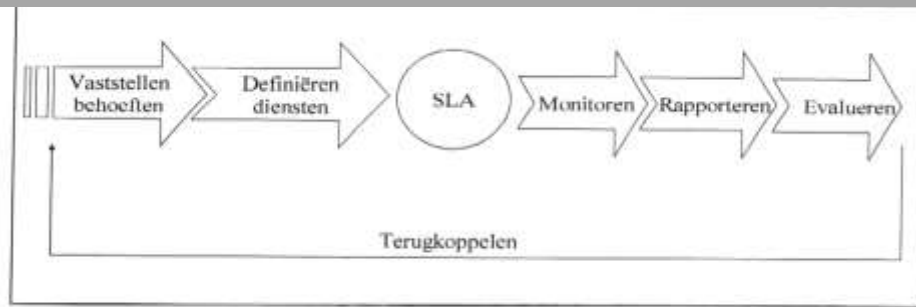 Vaststellen
behoeften
Definiëren
diensten
SLA
Monitoren
Rapporteren
Evalueren
Terugkoppelen